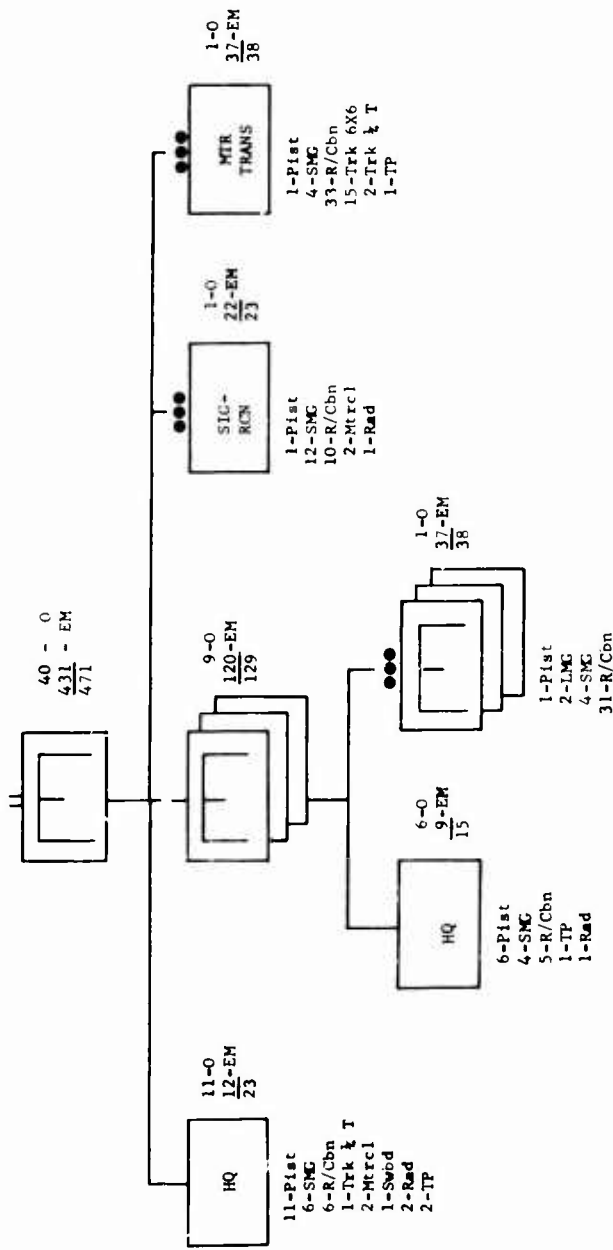 40 - O
431 - EM
471
HQ
11-O
12-EM
23
11-Pist
6-SMG
6-R/Cbn
1-Trk ¼ T
2-Mtrcl
1-Swbd
2-Rad
2-TP
9-O
120-EM
129
HQ
6-O
9-EM
15
6-Pist
4-SMG
5-R/Cbn
1-TP
1-Rad
1-O
37-EM
38
1-Pist
2-LMG
4-SMG
31-R/Cbn
SIG-
RCN
1-O
22-EM
23
1-Pist
12-SMG
10-R/Cbn
2-Mtrcl
1-Rad
MTR
TRANS
1-O
37-EM
38
1-Pist
4-SMG
33-R/Cbn
15-Trk 6X6
2-Trk ¼ T
1-TP